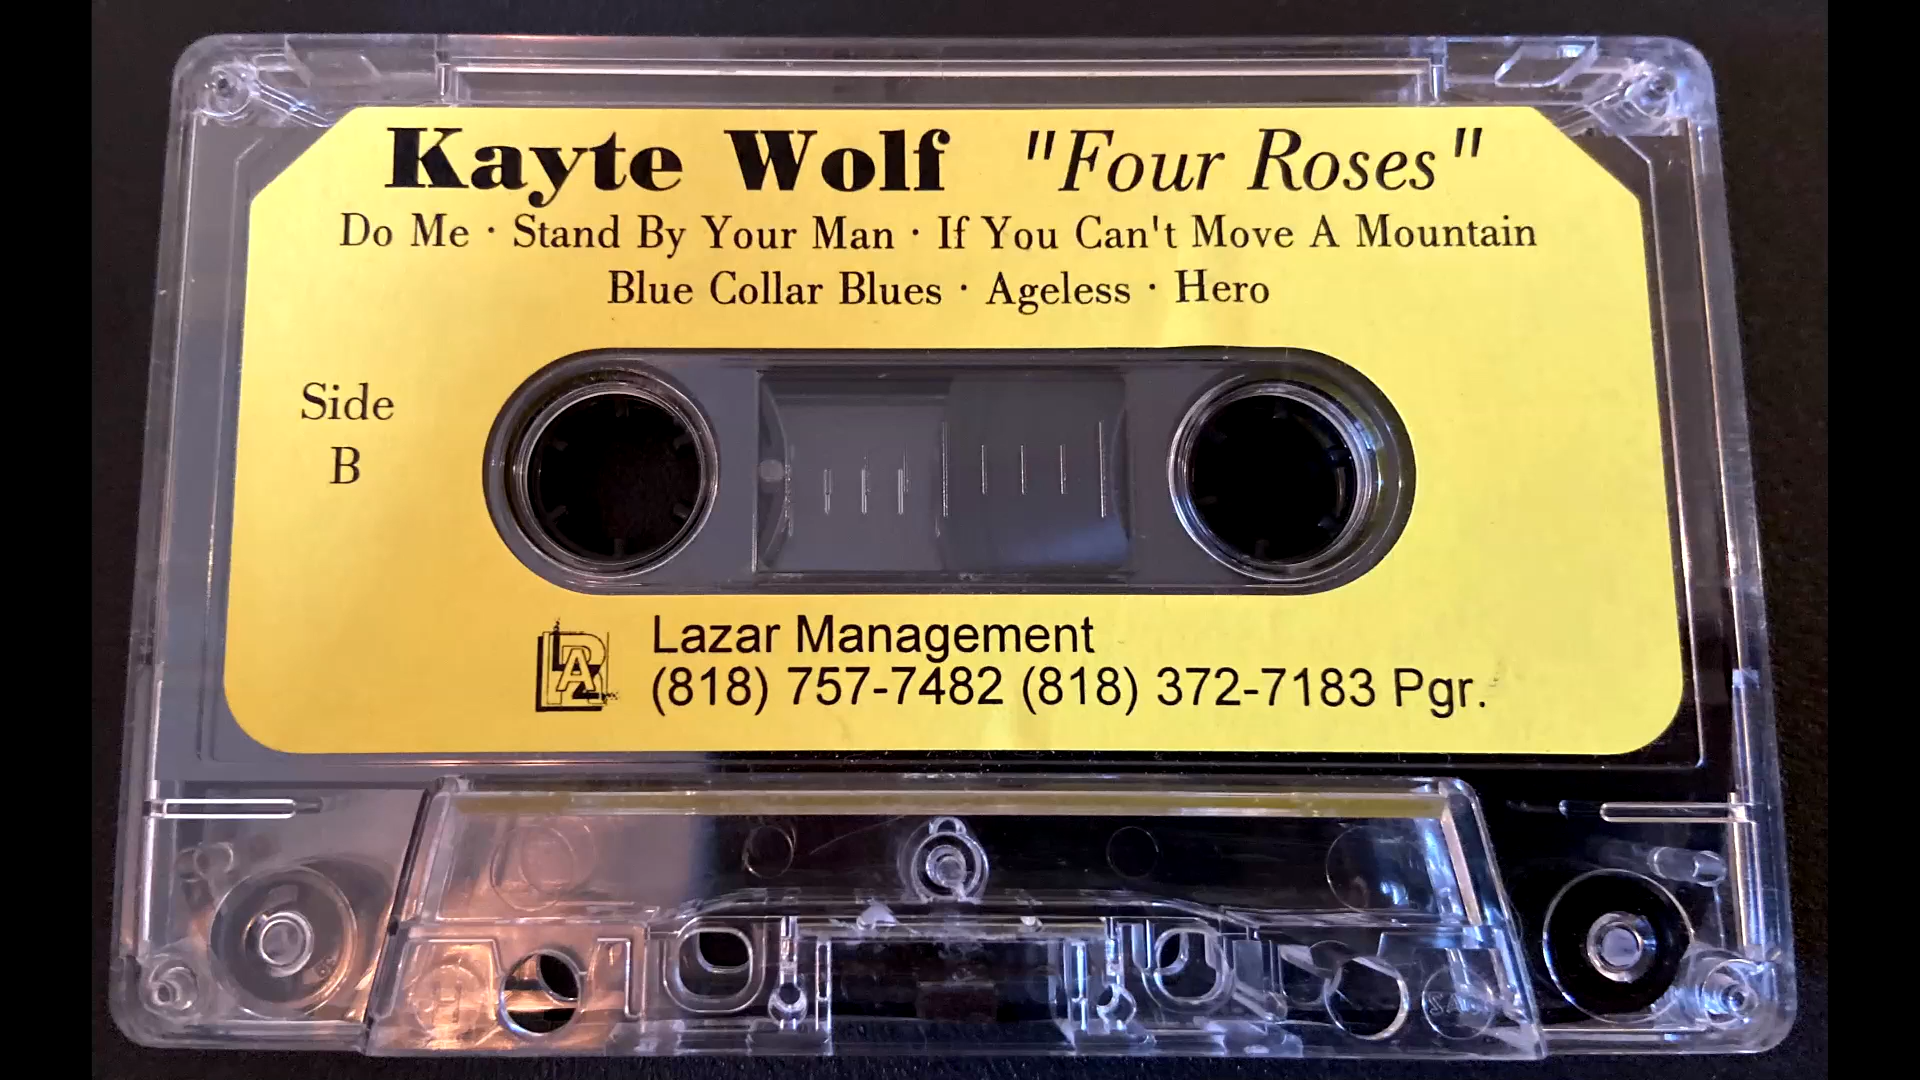 Kayte Wolf "Four Roses"
Do Me · Stand By Your Man · If You Can't Move A Mountain
Blue Collar Blues · Ageless · Hero
Side
B
Lazar Management
(818) 757-7482 (818) 372-7183 Pgr.